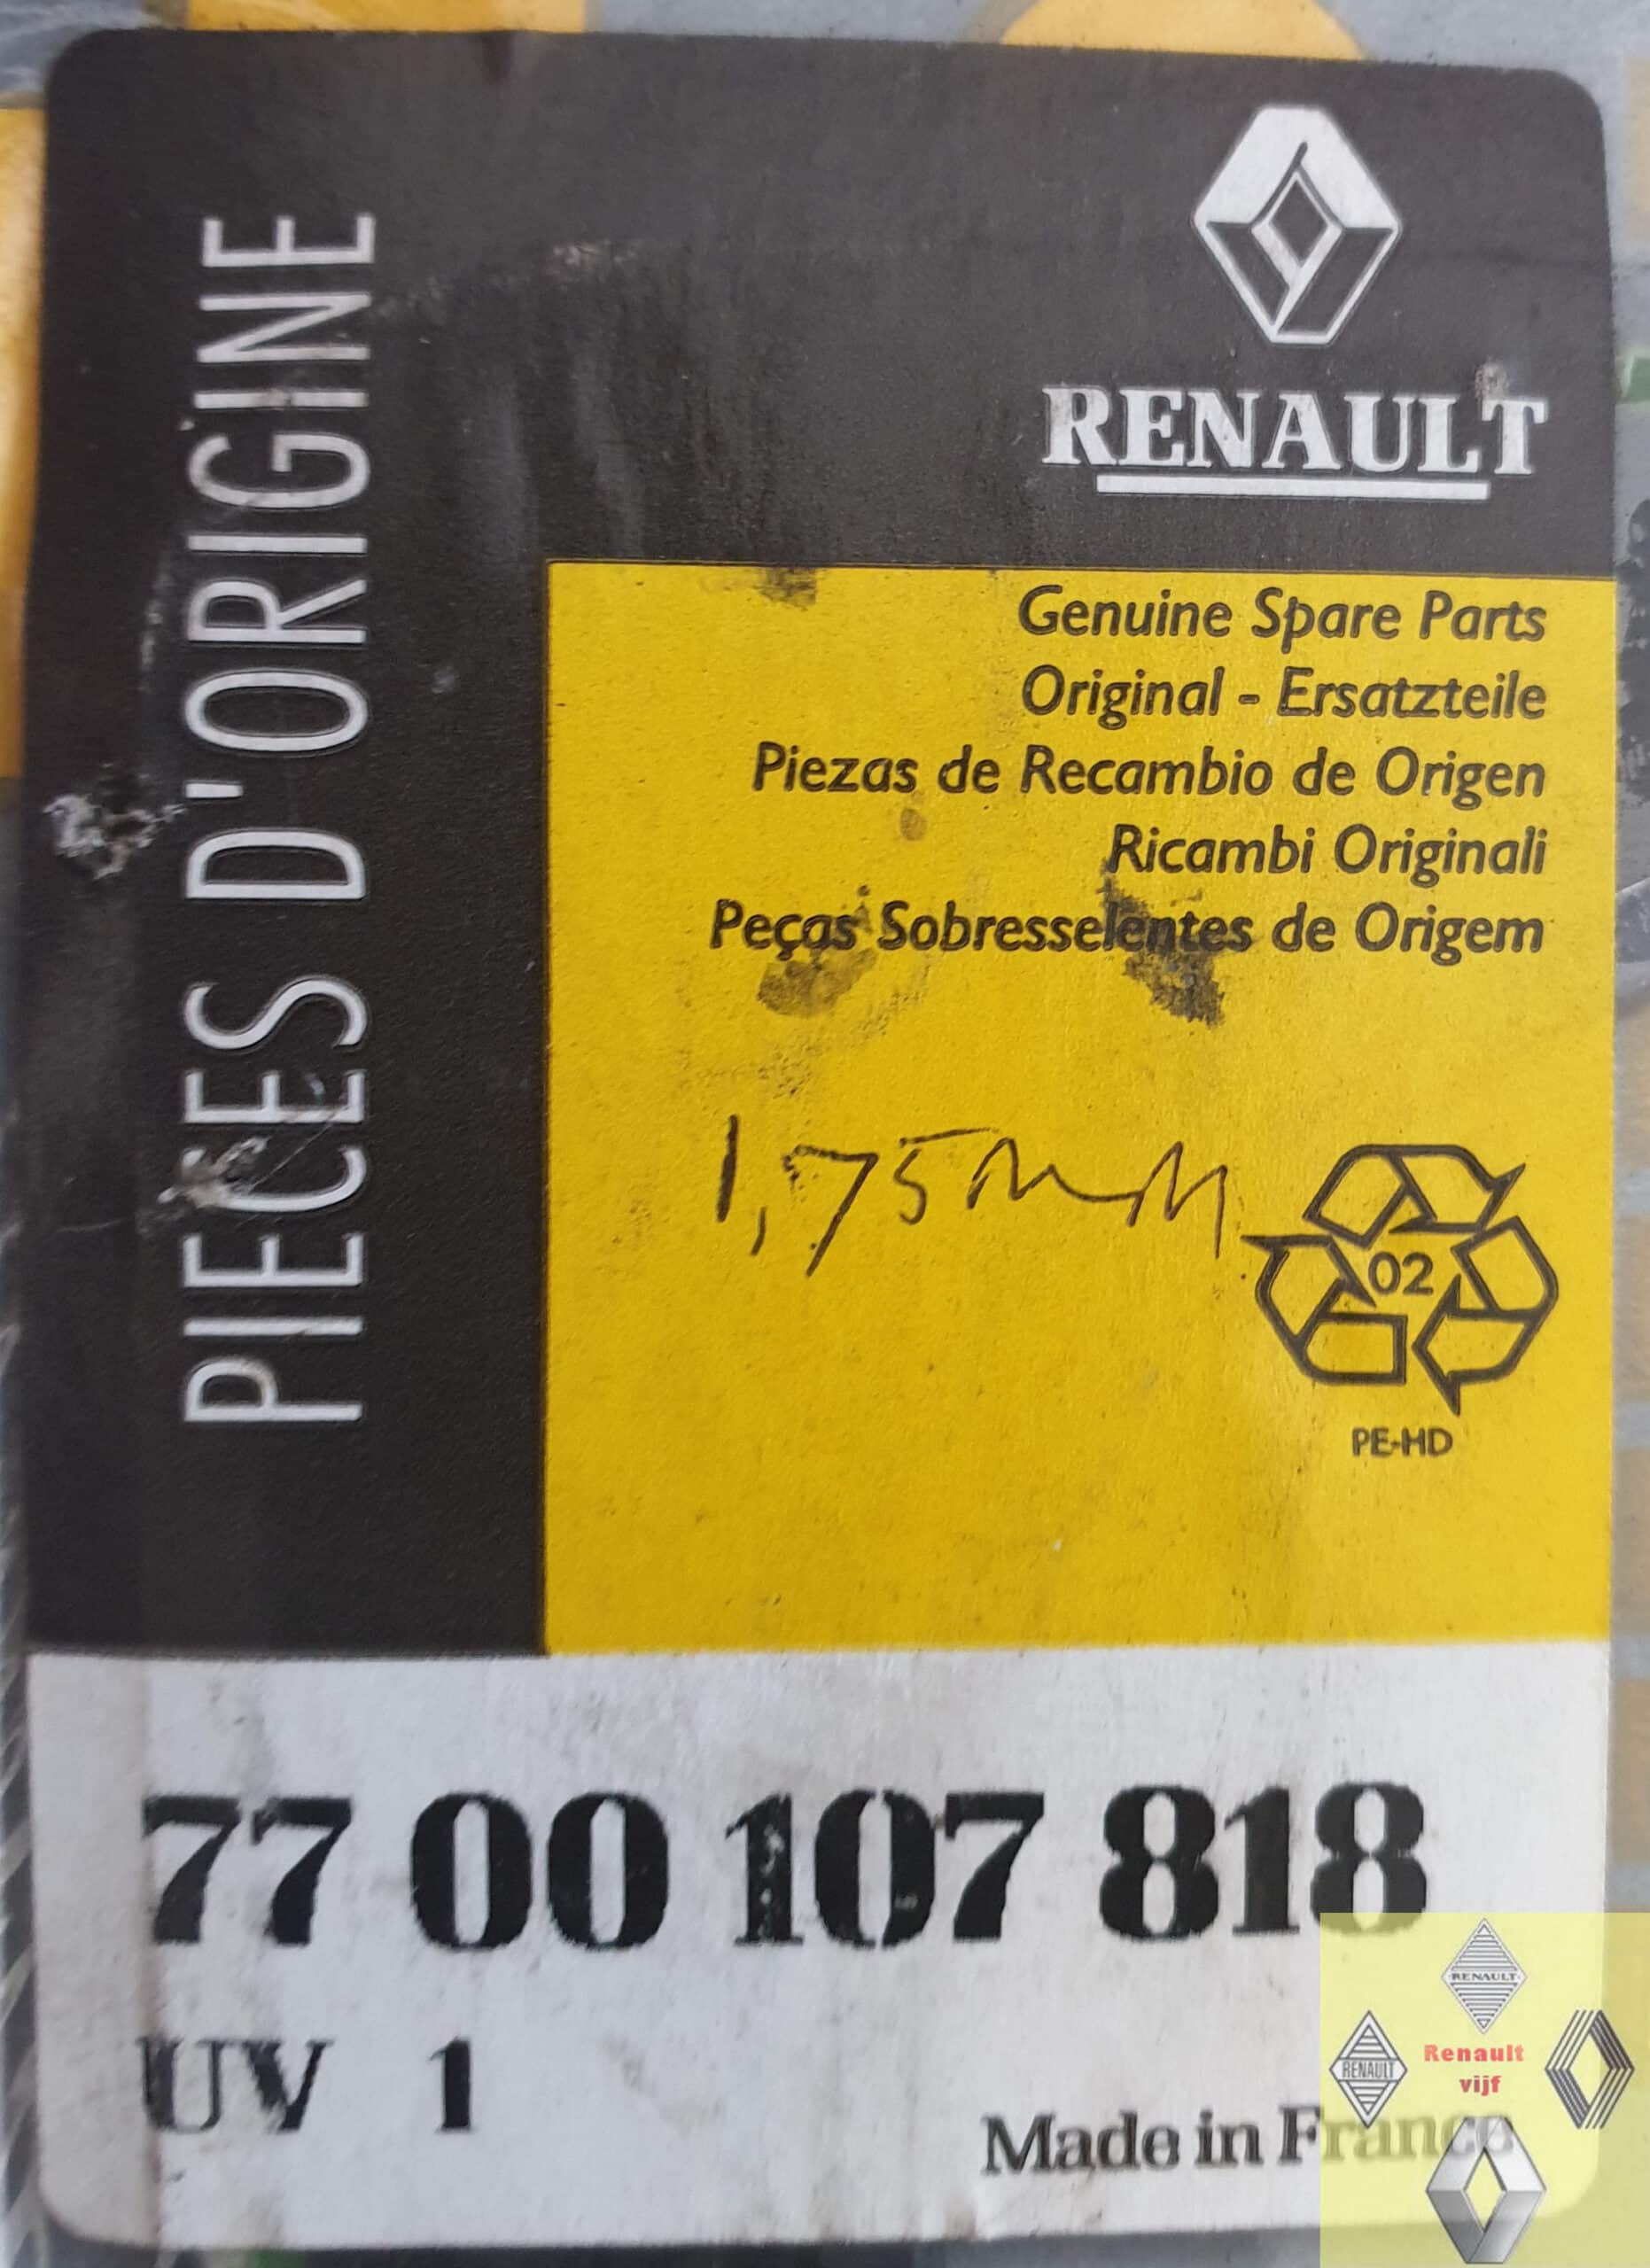 PIECES D'ORIGINE
RENAULT
Genuine Spare Parts
Original - Ersatzteile
Piezas de Recambio de Origen
Ricambi Originali
Peças Sobresselentes de Origem
1,75mm
02
PE-HD
77 00 107 818
UV 1
Made in France
RENAULT
RENAULT
Renault
vijf